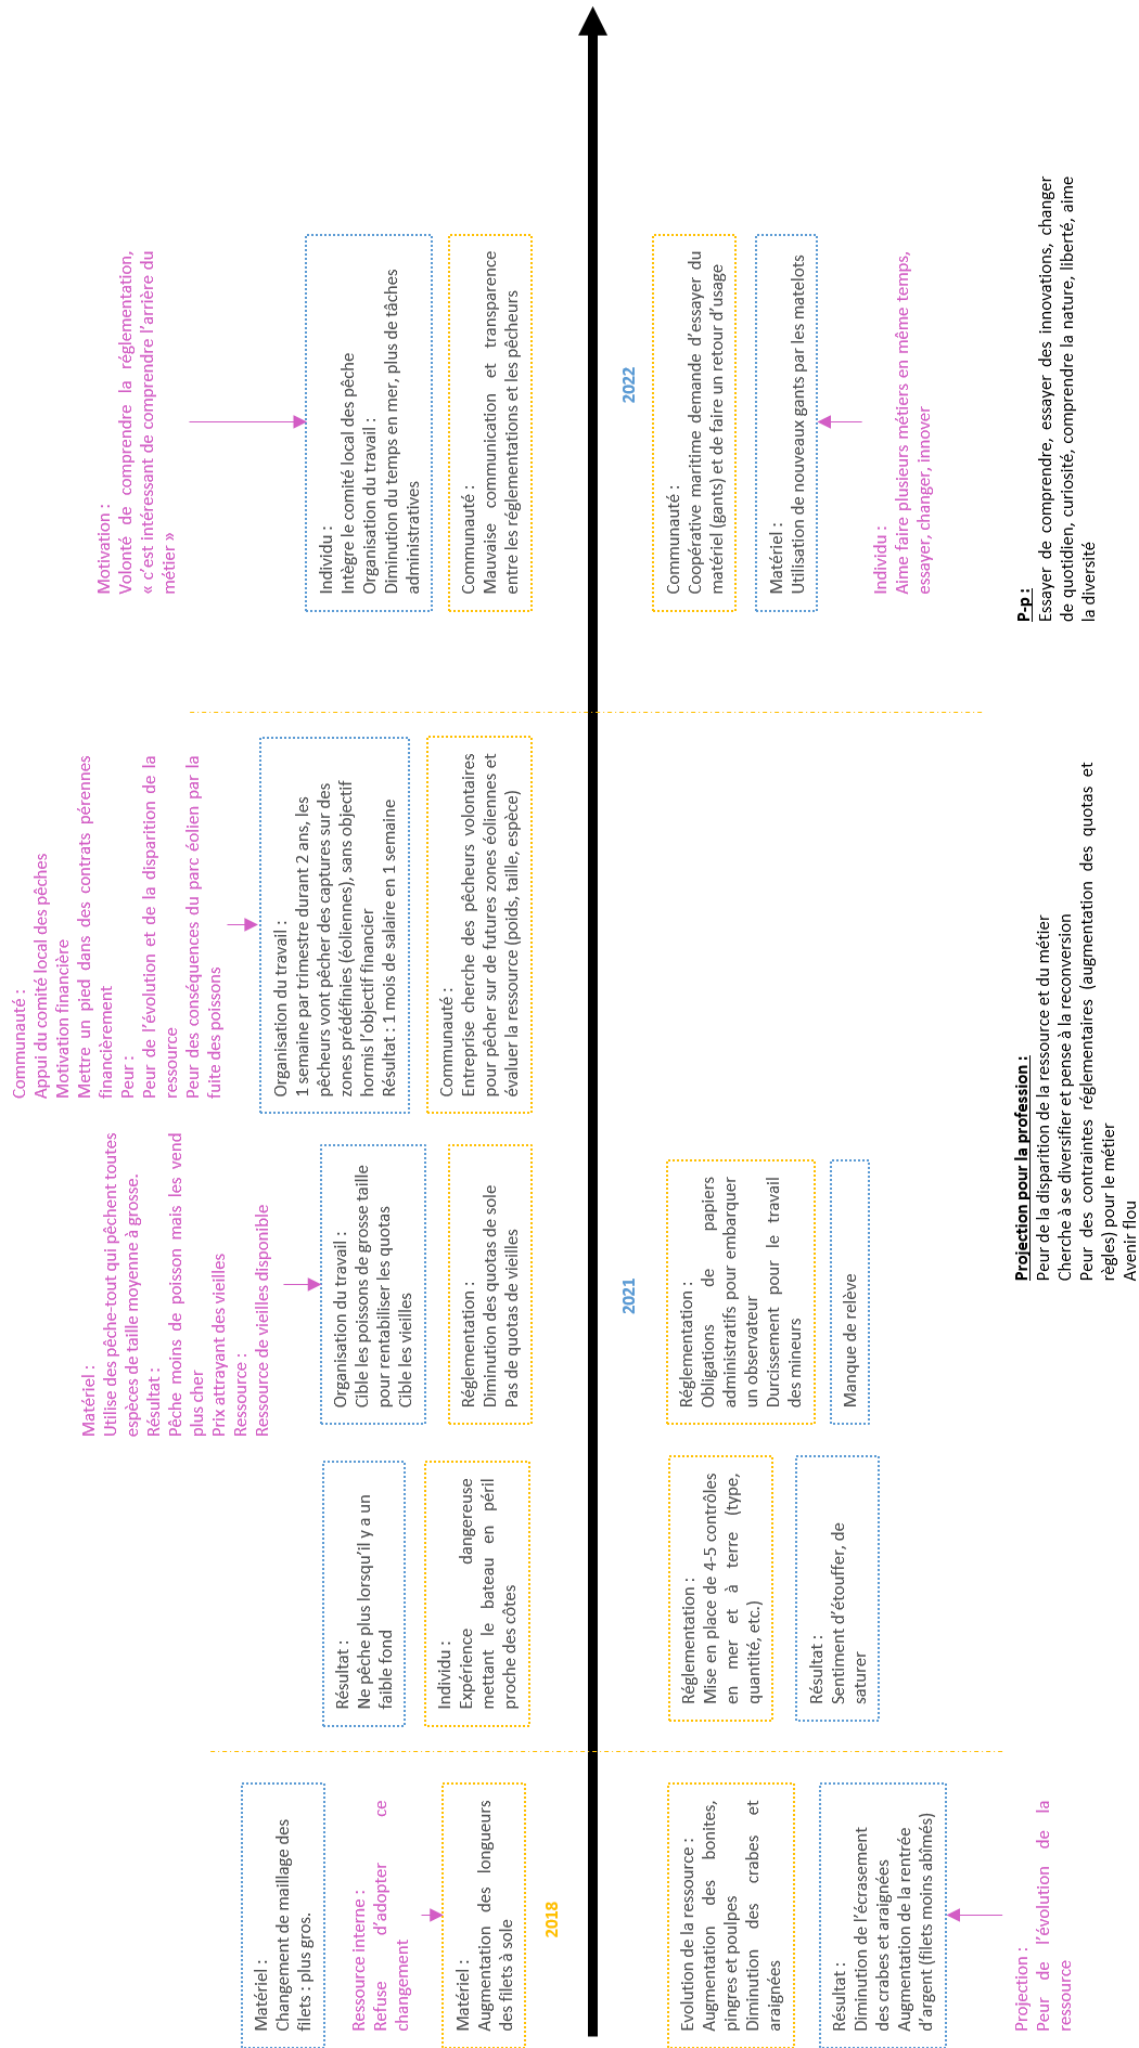 Matériel :
Changement de maillage des
filets : plus gros.
Ressource interne :
Refuse d'adopter ce
changement
Matériel :
Augmentation des longueurs
des filets à sole
2018
Evolution de la ressource :
Augmentation des bonites,
pingres et poulpes
Diminution des crabes et
araignées
Résultat :
Diminution de l'écrasement
des crabes et araignées
Augmentation de la rentrée
d'argent (filets moins abîmés)
Projection :
Peur de l'évolution de la
ressource
Résultat :
Ne pêche plus lorsqu'il y a un
faible fond
Individu :
Expérience dangereuse
mettant le bateau en péril
proche des côtes
Réglementation :
Mise en place de 4-5 contrôles
en mer et à terre (type,
quantité, etc.)
Résultat :
Sentiment d'étouffer, de
saturer
Matériel :
Utilise des pêche-tout qui pêchent toutes
espèces de taille moyenne à grosse.
Résultat :
Pêche moins de poisson mais les vend
plus cher
Prix attrayant des vieilles
Ressource :
Ressource de vieilles disponible
Organisation du travail :
Cible les poissons de grosse taille
pour rentabiliser les quotas
Cible les vieilles
Réglementation :
Diminution des quotas de sole
Pas de quotas de vieilles
2021
Réglementation :
Obligations de papiers
administratifs pour embarquer
un observateur
Durcissement pour le travail
des mineurs
Manque de relève
Communauté :
Appui du comité local des pêches
Motivation financière
Mettre un pied dans des contrats pérennes
financièrement
Peur :
Peur de l'évolution et de la disparition de la
ressource
Peur des conséquences du parc éolien par la
fuite des poissons
Organisation du travail :
1 semaine par trimestre durant 2 ans, les
pêcheurs vont pêcher des captures sur des
zones prédéfinies (éoliennes), sans objectif
hormis l'objectif financier
Résultat : 1 mois de salaire en 1 semaine
Communauté :
Entreprise cherche des pêcheurs volontaires
pour pêcher sur de futures zones éoliennes et
évaluer la ressource (poids, taille, espèce)
Motivation :
Volonté de comprendre la réglementation,
« c'est intéressant de comprendre l'arrière du
métier »
Individu :
Intègre le comité local des pêche
Organisation du travail :
Diminution du temps en mer, plus de tâches
administratives
Communauté :
Mauvaise communication et transparence
entre les réglementations et les pêcheurs
2022
Communauté :
Coopérative maritime demande d'essayer du
matériel (gants) et de faire un retour d'usage
Matériel :
Utilisation de nouveaux gants par les matelots
Individu :
Aime faire plusieurs métiers en même temps,
essayer, changer, innover
Projection pour la profession :
Peur de la disparition de la ressource et du métier
Cherche à se diversifier et pense à la reconversion
Peur des contraintes réglementaires (augmentation des quotas et
règles) pour le métier
Avenir flou
P-p :
Essayer de comprendre, essayer des innovations, changer
de quotidien, curiosité, comprendre la nature, liberté, aime
la diversité